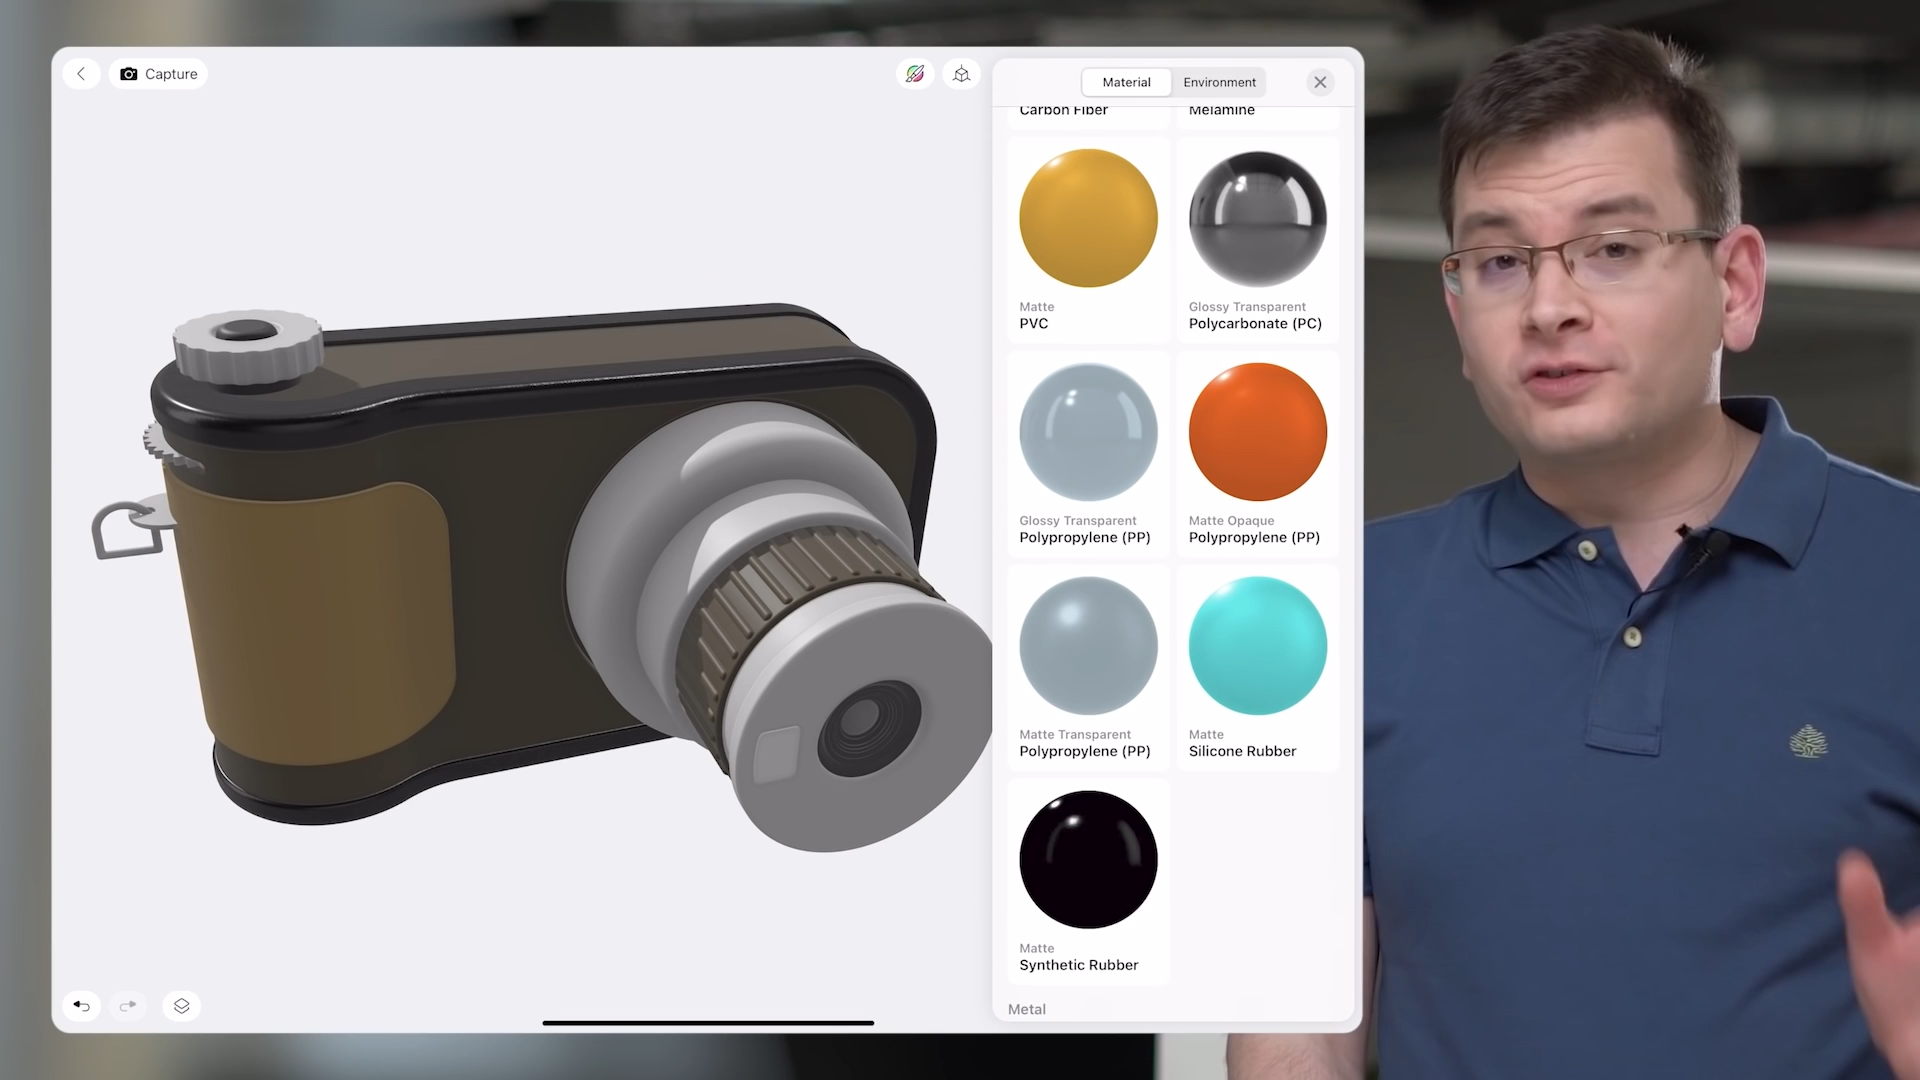 Capture
Material
Environment
Carbon Fiber
Melamine
Matte
PVC
Glossy Transparent
Polycarbonate (PC)
Glossy Transparent
Polypropylene (PP)
Matte Opaque
Polypropylene (PP)
Matte Transparent
Polypropylene (PP)
Matte
Silicone Rubber
Matte
Synthetic Rubber
Metal